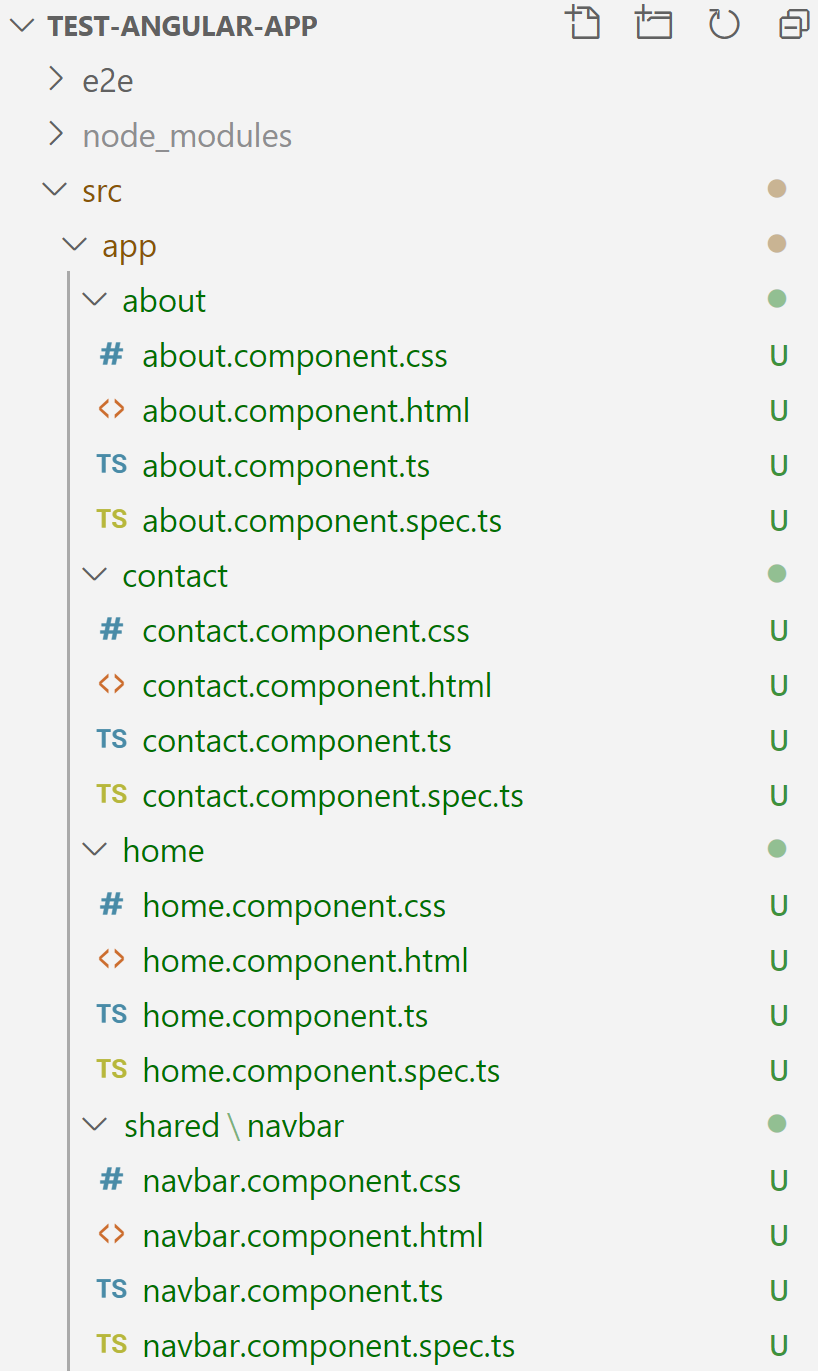 TEST-ANGULAR-APP
e2e
node_modules
src
app
about
# about.component.css U
<> about.component.html U
TS about.component.ts U
TS about.component.spec.ts U
contact
# contact.component.css U
<> contact.component.html U
TS contact.component.ts U
TS contact.component.spec.ts U
home
# home.component.css U
<> home.component.html U
TS home.component.ts U
TS home.component.spec.ts U
shared \ navbar
# navbar.component.css U
<> navbar.component.html U
TS navbar.component.ts U
TS navbar.component.spec.ts U